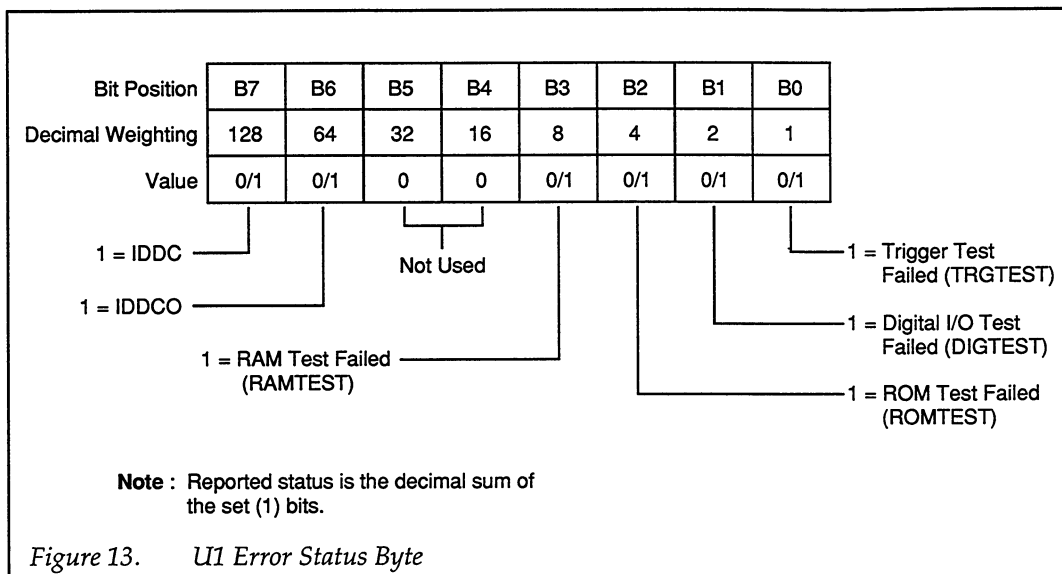 Bit Position B7 B6 B5 B4 B3 B2 B1 B0
Decimal Weighting 128 64 32 16 8 4 2 1
Value 0/1 0/1 0 0 0/1 0/1 0/1 0/1
1 = IDDC
Not Used
1 = Trigger Test
Failed (TRGTEST)
1 = IDDCO
1 = Digital I/O Test
Failed (DIGTEST)
1 = RAM Test Failed
(RAMTEST)
1 = ROM Test Failed
(ROMTEST)
Note : Reported status is the decimal sum of
the set (1) bits.
Figure 13. U1 Error Status Byte